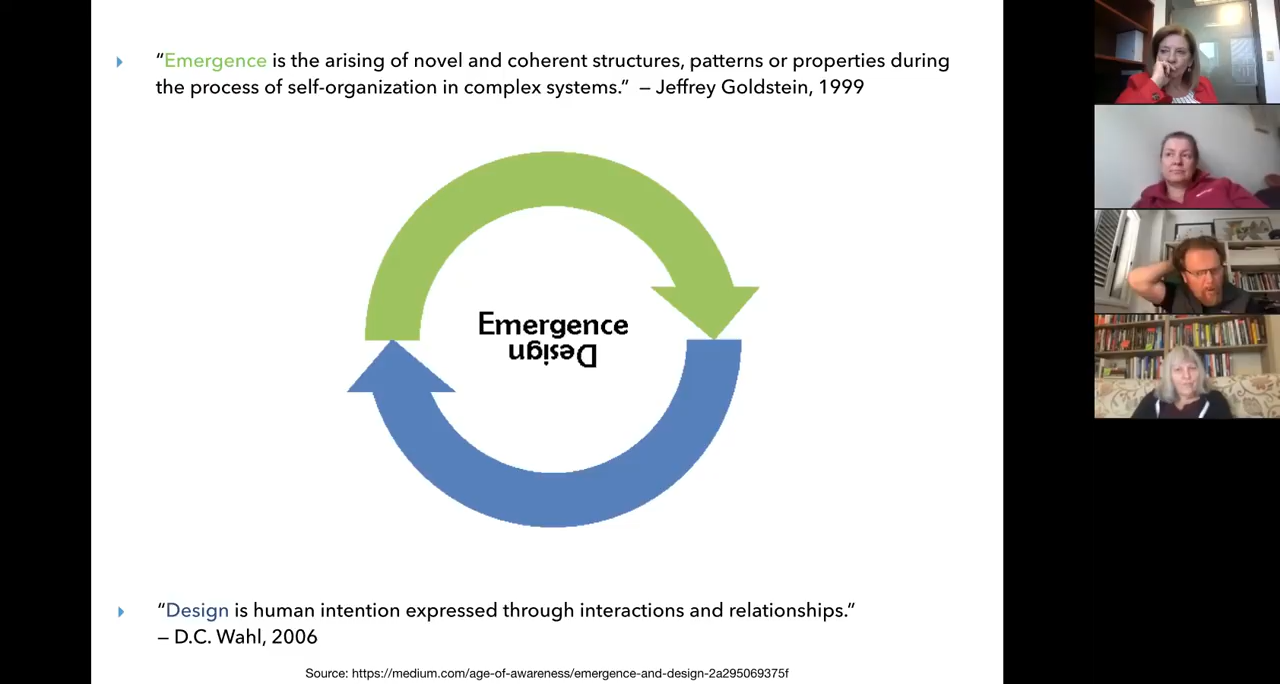 “Emergence is the arising of novel and coherent structures, patterns or properties during
the process of self-organization in complex systems.” – Jeffrey Goldstein, 1999
Emergence
Design
“Design is human intention expressed through interactions and relationships.”
– D.C. Wahl, 2006
Source: https://medium.com/age-of-awareness/emergence-and-design-2a295069375f